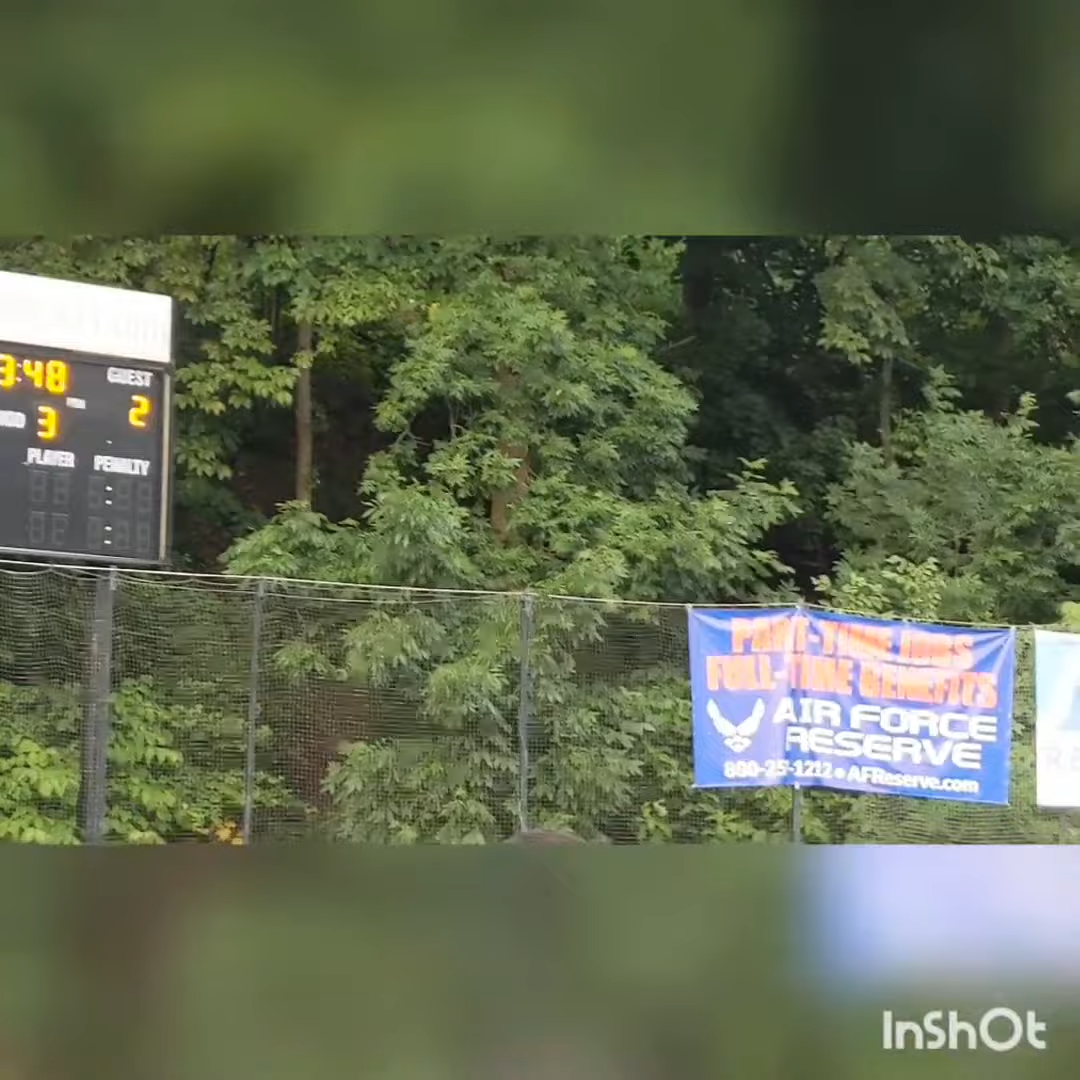 3:48
GUEST
2
3
PLAYER PENALTY
PART-TIME JOBS
FULL-TIME BENEFITS
AIR FORCE
RESERVE
800-25-1212 • AFReserve.com
InShOt